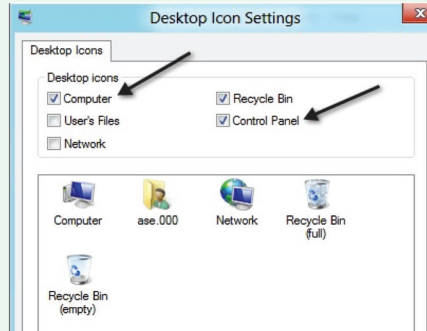 Desktop Icon Settings
x
Desktop Icons
Desktop icons
Computer
Recycle Bin
User's Files
Control Panel
Network
Computer
ase.000
Network
Recycle Bin
(full)
Recycle Bin
(empty)